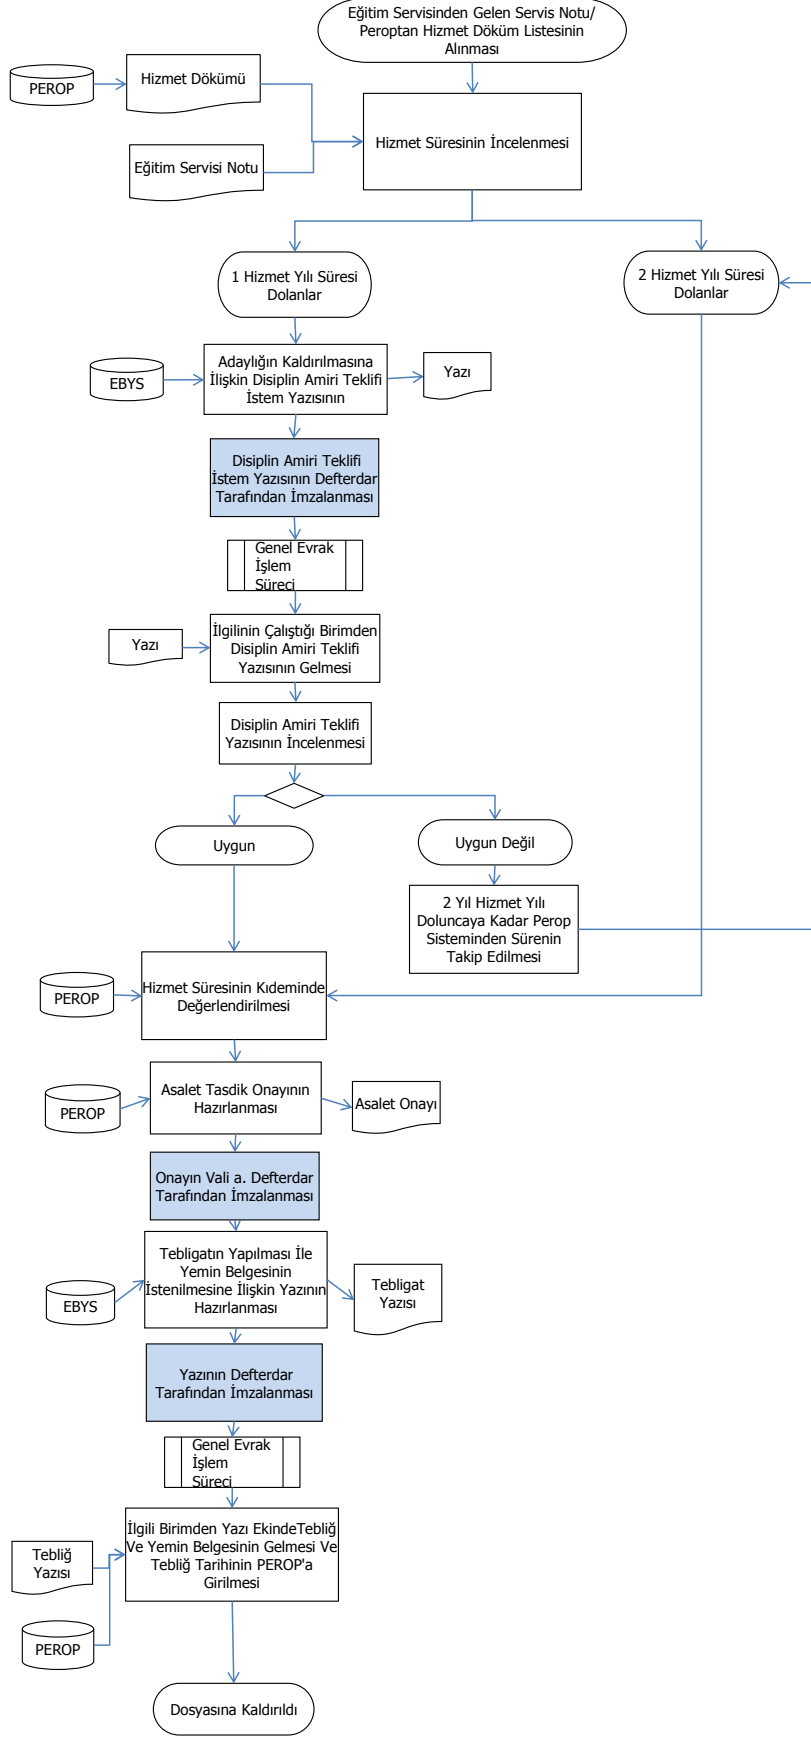 Eğitim Servisinden Gelen Servis Notu/
Peroptan Hizmet Döküm Listesinin
Alınması
PEROP
Hizmet Dökümü
Hizmet Süresinin İncelenmesi
Eğitim Servisi Notu
1 Hizmet Yılı Süresi
Dolanlar
2 Hizmet Yılı Süresi
Dolanlar
EBYS
Adaylığın Kaldırılmasına
İlişkin Disiplin Amiri Teklifi
İstem Yazısının
Yazı
Disiplin Amiri Teklifi
İstem Yazısının Defterdar
Tarafından İmzalanması
Genel Evrak
İşlem
Süreci
Yazı
İlgilinin Çalıştığı Birimden
Disiplin Amiri Teklifi
Yazısının Gelmesi
Disiplin Amiri Teklifi
Yazısının İncelenmesi
Uygun
Uygun Değil
2 Yıl Hizmet Yılı
Doluncaya Kadar Perop
Sisteminden Sürenin
Takip Edilmesi
PEROP
Hizmet Süresinin Kıdeminde
Değerlendirilmesi
PEROP
Asalet Tasdik Onayının
Hazırlanması
Asalet Onayı
Onayın Vali a. Defterdar
Tarafından İmzalanması
EBYS
Tebligatın Yapılması İle
Yemin Belgesinin
İstenilmesine İlişkin Yazının
Hazırlanması
Tebligat
Yazısı
Yazının Defterdar
Tarafından İmzalanması
Genel Evrak
İşlem
Süreci
Tebliğ
Yazısı
İlgili Birimden Yazı EkindeTebliğ
Ve Yemin Belgesinin Gelmesi Ve
Tebliğ Tarihinin PEROP'a
Girilmesi
PEROP
Dosyasına Kaldırıldı